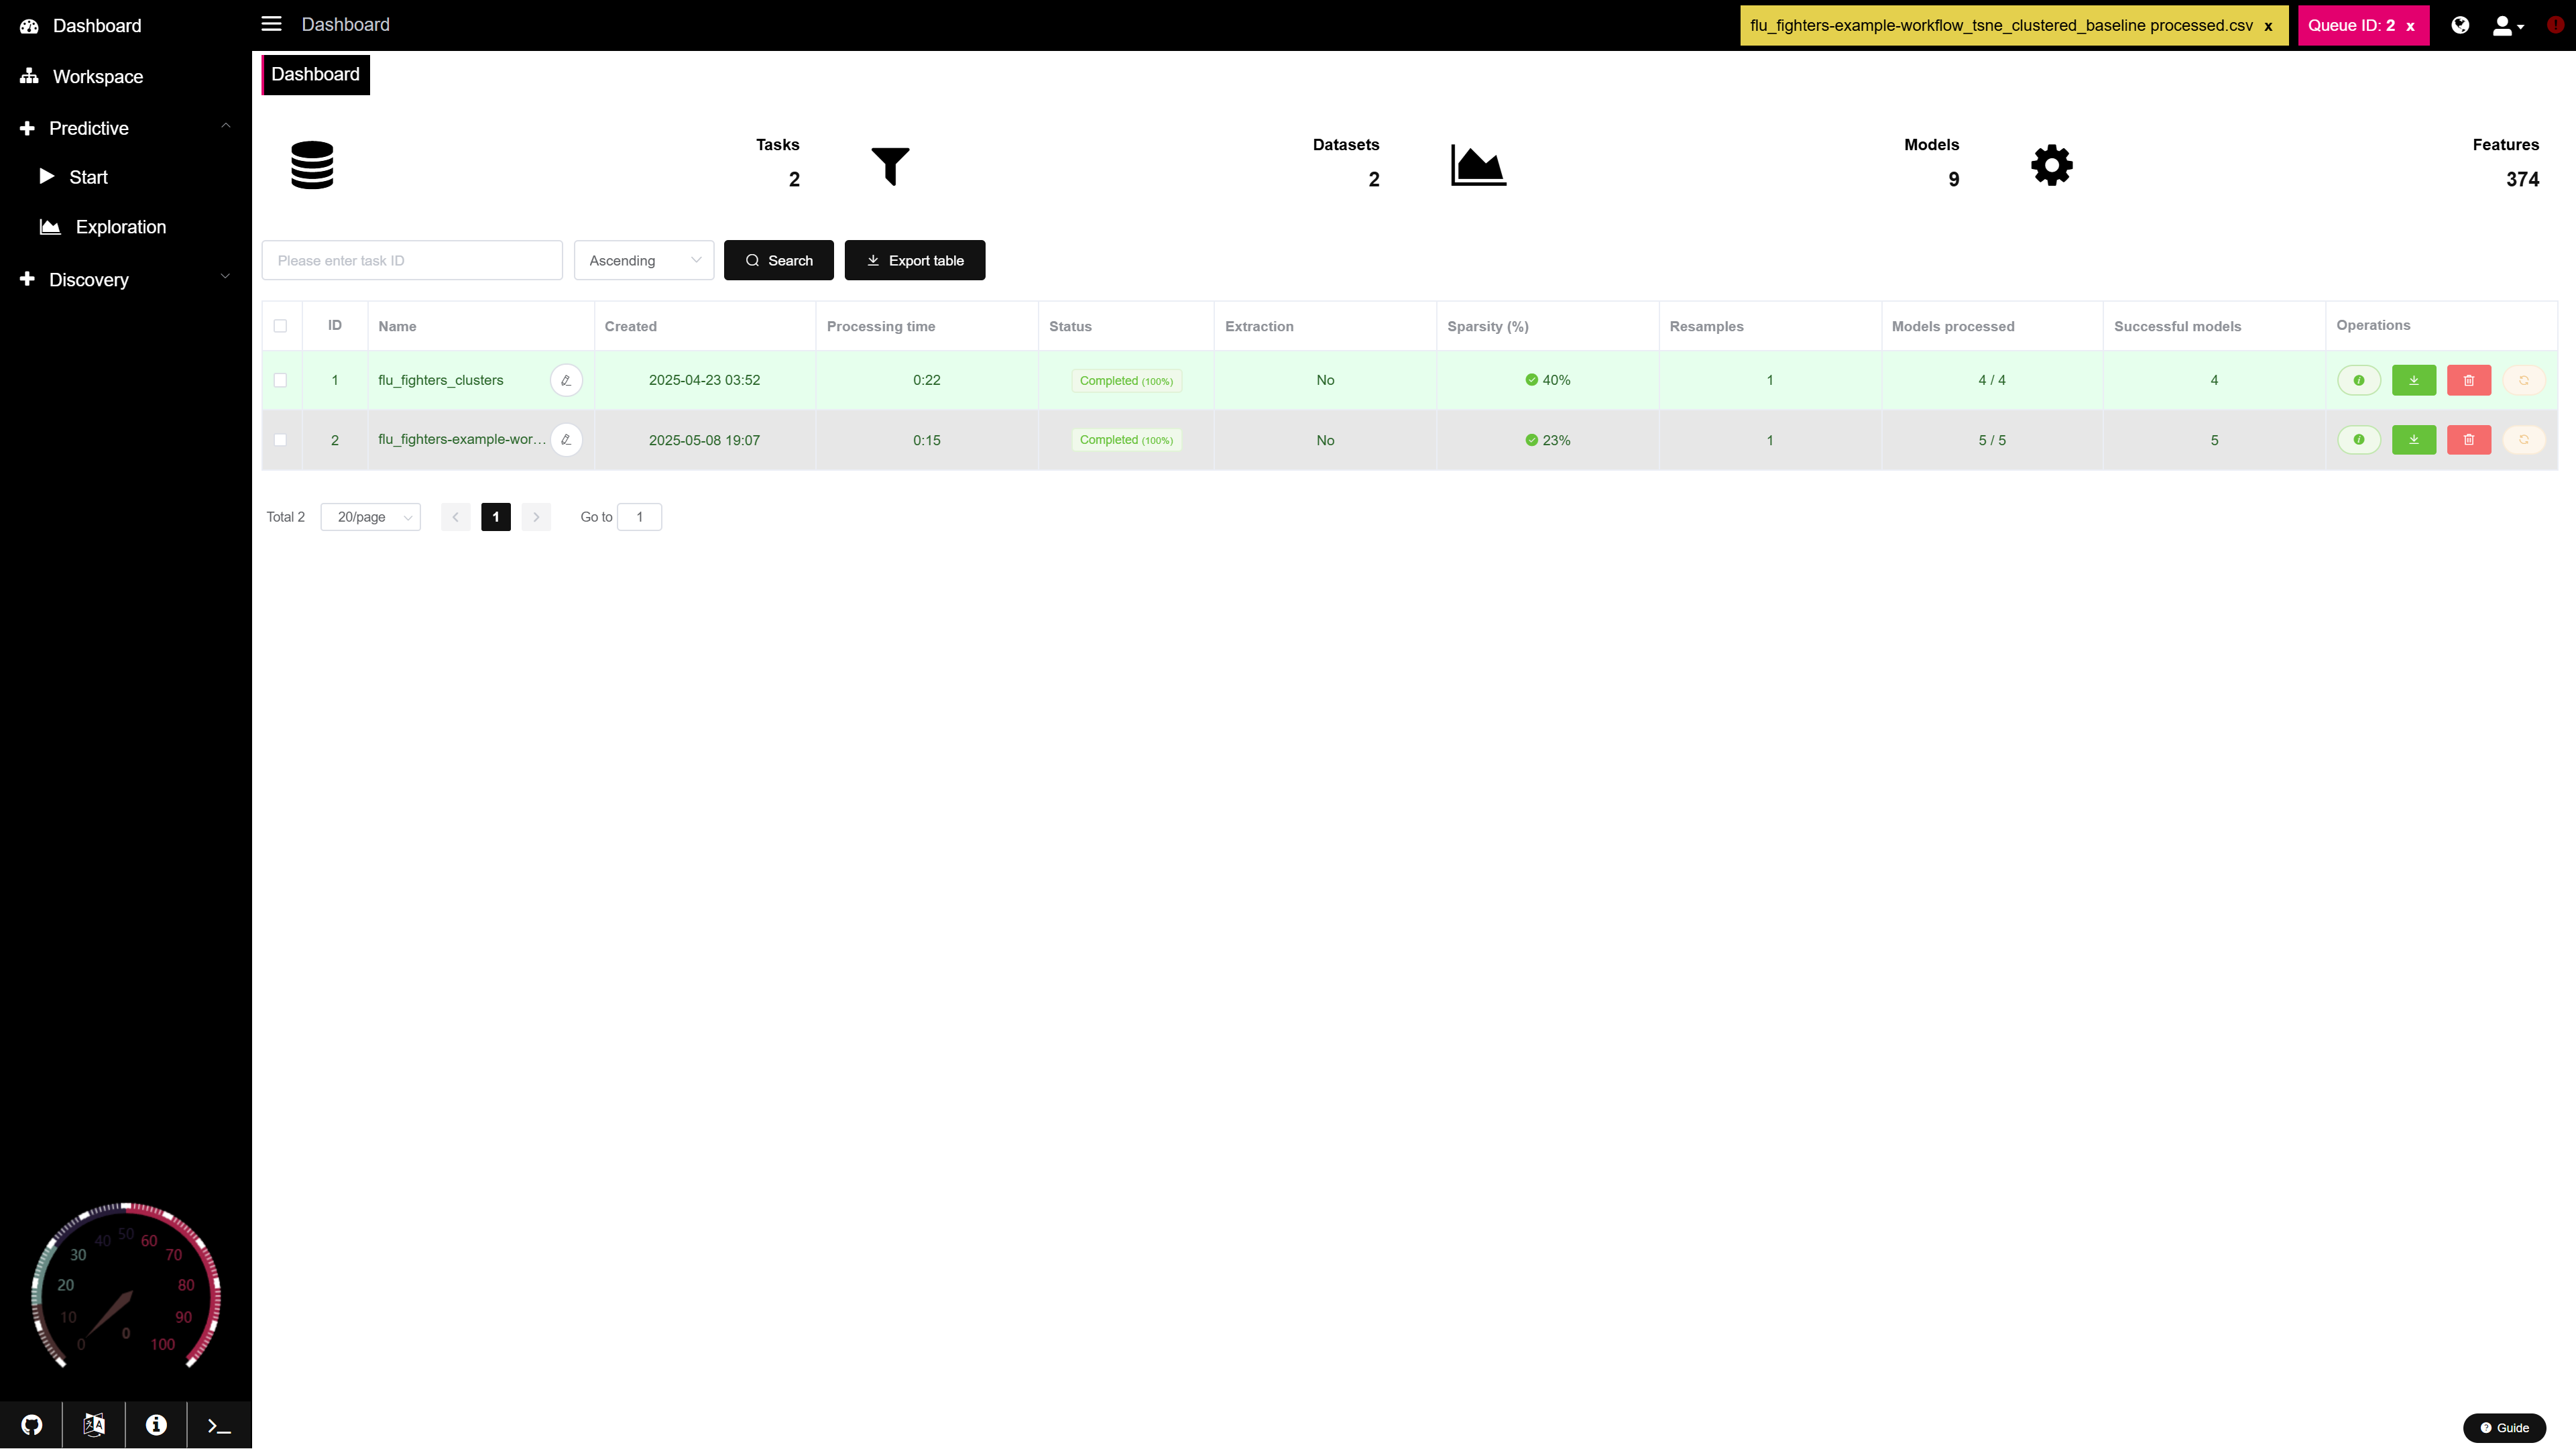 Dashboard
Workspace
Predictive
Start
Exploration
Discovery
Dashboard
flu_fighters-example-workflow_tsne_clustered_baseline processed.csv x
Queue ID: 2 x
Dashboard
Tasks
2
Datasets
2
Models
9
Features
374
Please enter task ID
Ascending
Search
Export table
ID Name Created Processing time Status Extraction Sparsity (%) Resamples Models processed Successful models Operations
1 flu_fighters_clusters 2025-04-23 03:52 0:22 Completed (100%) No 40% 1 4 / 4 4
2 flu_fighters-example-wor... 2025-05-08 19:07 0:15 Completed (100%) No 23% 1 5 / 5 5
Total 2 20/page 1 Go to 1
0 10 20 30 40 50 60 70 80 90 100
0
Guide